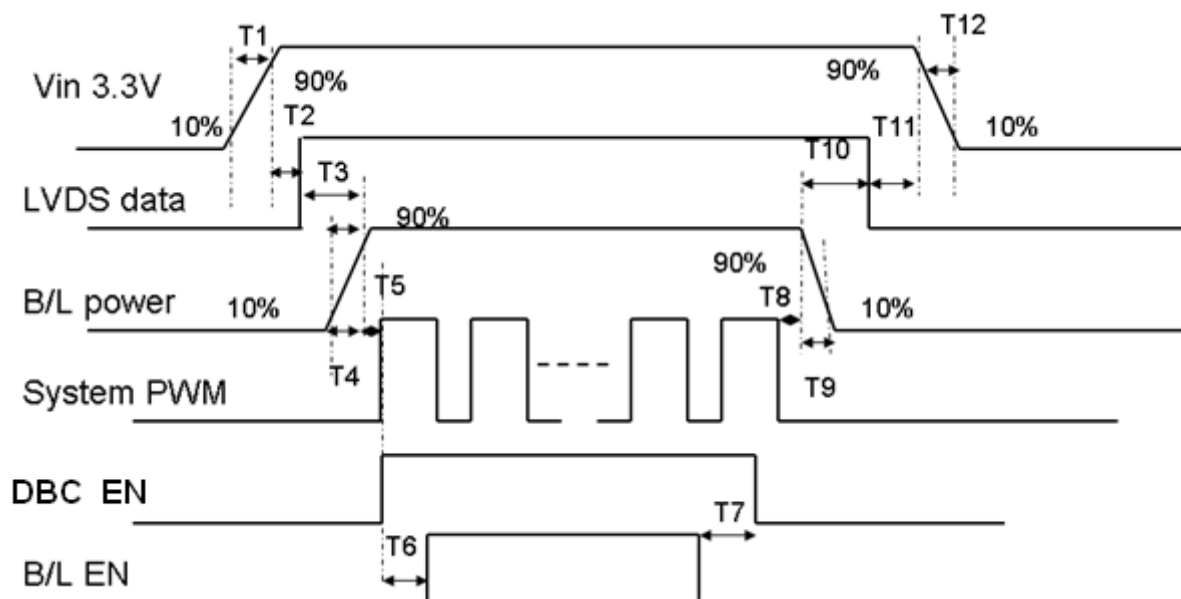 T1
T12
Vin 3.3V
90%
90%
10%
T2
T11
10%
T10
T3
LVDS data
90%
90%
B/L power
10%
T5
T8
10%
T4
T9
System PWM
DBC EN
T7
T6
B/L EN